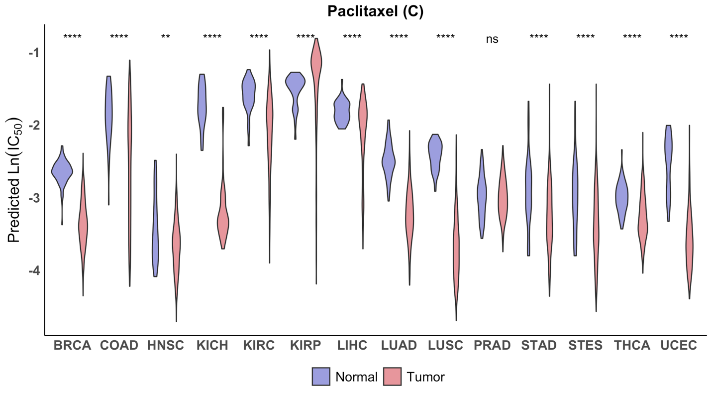 Paclitaxel (C)
**** **** ** **** **** **** **** **** **** ns **** **** **** ****
Predicted Ln(IC50)
-1
-2
-3
-4
BRCA COAD HNSC KICH KIRC KIRP LIHC LUAD LUSC PRAD STAD STES THCA UCEC
Normal Tumor